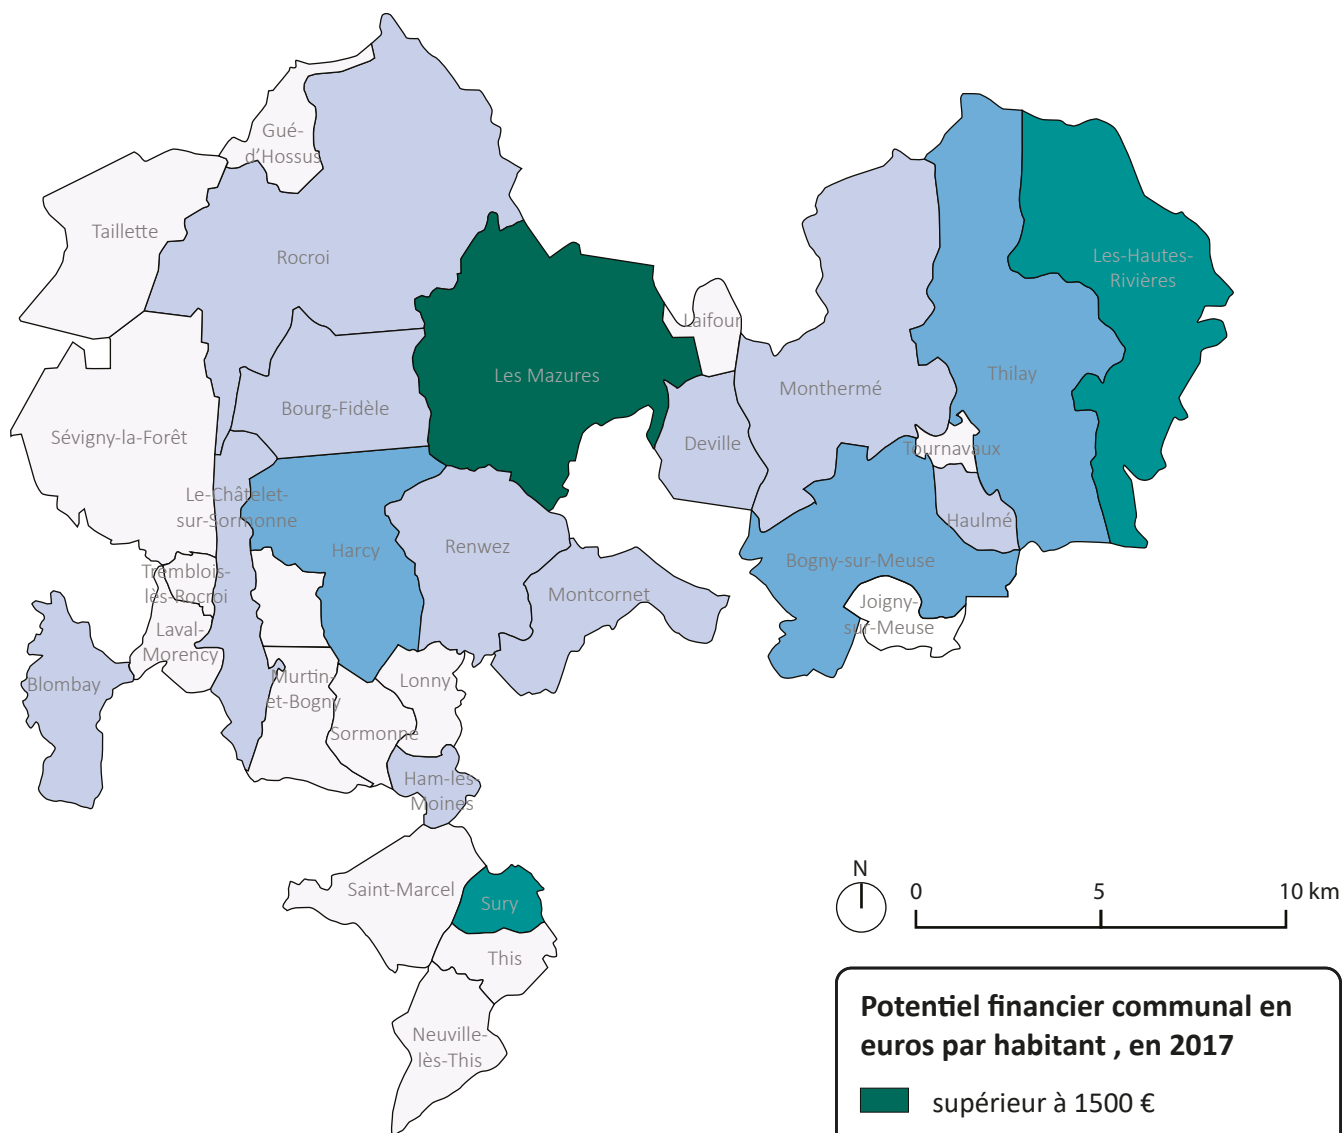 Gué-
d'Hossus
Taillette
Rocroi
Les-Hautes-
Rivières
Laifour
Les Mazures
Thilay
Monthermé
Bourg-Fidèle
Sévigny-la-Forêt
Deville
Tournavaux
Le-Châtelet-
sur-Sormonne
Haulmé
Harcy
Renwez
Bogny-sur-Meuse
Tremblois-
lès-Rocroi
Montcornet
Joigny-
sur-Meuse
Laval-
Morency
Blombay
Murtin-
et-Bogny
Lonny
Sormonne
Ham-les-
Moines
Saint-Marcel
Sury
This
Neuville-
lès-This
N
0 5 10 km
Potentiel financier communal en
euros par habitant , en 2017
supérieur à 1500 €